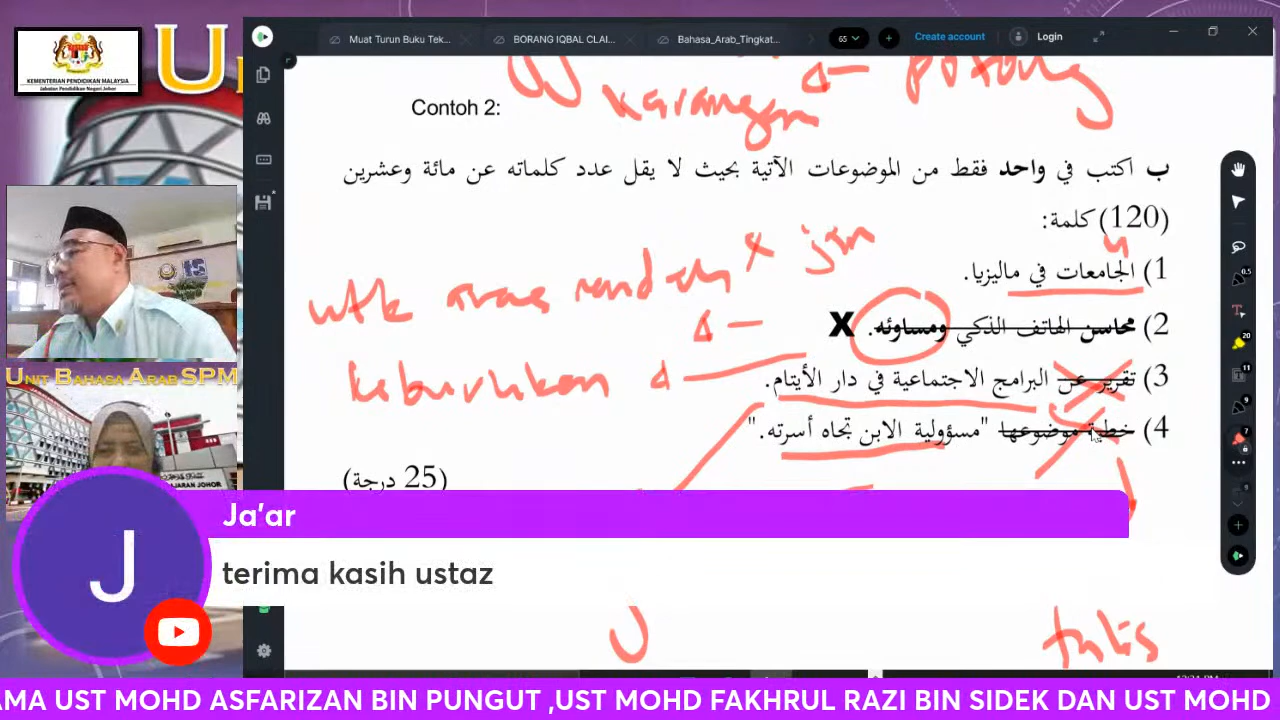 KEMENTERIAN PENDIDIKAN MALAYSIA
Jabatan Pendidikan Negeri Johor
U
Muat Turun Buku Tek...
BORANG IQBAL CLAI...
Bahasa_Arab_Tingkat...
65
Create account
Login
karangan
potong
Contoh 2:
ب اكتب في واحد فقط من الموضوعات الآتية بحيث لا يقل عدد كلماته عن مائة وعشرين
(120) كلمة:
1) الجامعات في ماليزيا.
2) محاسن الهاتف الذكي ومساوئه. X
3) تقرير عن البرامج الاجتماعية في دار الأيتام.
4) خطبة موضوعها "مسؤولية الابن تجاه أسرته."
(25 درجة)
utk aras rendah x
UNIT BAHASA ARAB SPM
AJARAN JOHOR
J
Ja'ar
terima kasih ustaz
tulis
AMA UST MOHD ASFARIZAN BIN PUNGUT ,UST MOHD FAKHRUL RAZI BIN SIDEK DAN UST MOHD